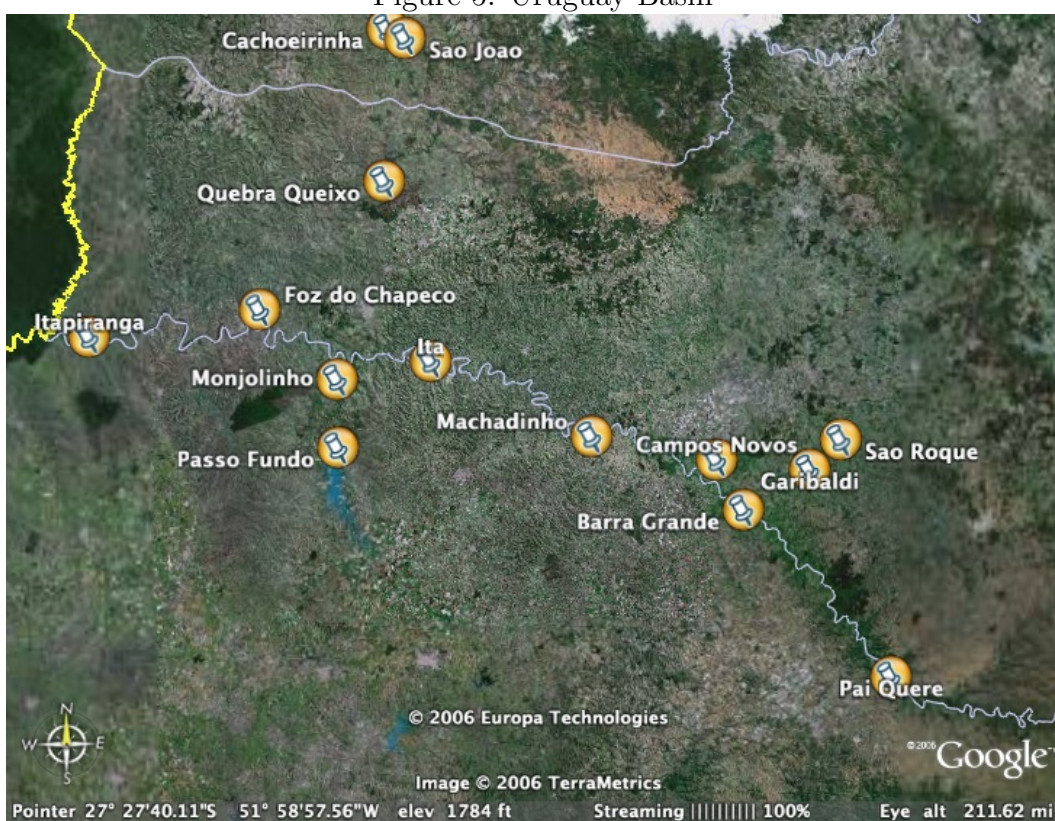 Figure 3: Uruguay Basin
Cachoeirinha
Sao Joao
Quebra Queixo
Foz do Chapeco
Itapiranga
Ita
Monjolinho
Machadinho
Campos Novos
Sao Roque
Passo Fundo
Garibaldi
Barra Grande
Pai Quere
N
W E
S
© 2006 Europa Technologies
©2006 Google™
Image © 2006 TerraMetrics
Pointer 27° 27'40.11"S 51° 58'57.56"W elev 1784 ft Streaming |||||||||| 100% Eye alt 211.62 mi